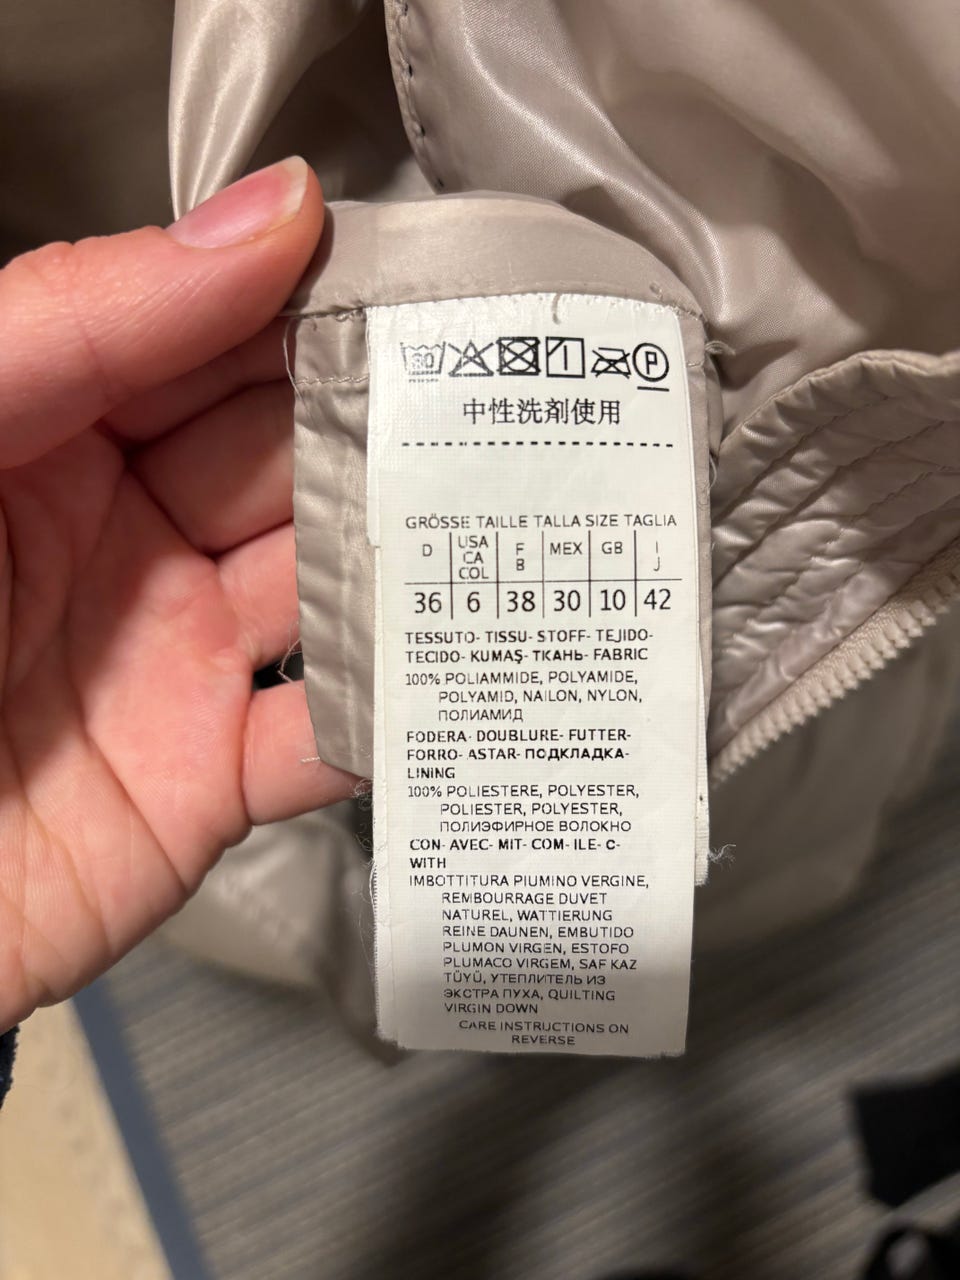 30
P
中性洗剤使用
GRÖSSE TAILLE TALLA SIZE TAGLIA
D USA CA COL F B MEX GB I J
36 6 38 30 10 42
TESSUTO- TISSU- STOFF- TEJIDO-
TECIDO- KUMAŞ- ТКАНЬ- FABRIC
100% POLIAMMIDE, POLYAMIDE,
POLYAMID, NAILON, NYLON,
ПОЛИАМИД
FODERA- DOUBLURE- FUTTER-
FORRO- ASTAR- ПОДКЛАДКА-
LINING
100% POLIESTERE, POLYESTER,
POLIESTER, POLYESTER,
ПОЛИЭФИРНОЕ ВОЛОКНО
CON- AVEC- MIT- COM- ILE- C-
WITH
IMBOTTITURA PIUMINO VERGINE,
REMBOURRAGE DUVET
NATUREL, WATTIERUNG
REINE DAUNEN, EMBUTIDO
PLUMON VIRGEN, ESTOFO
PLUMACO VIRGEM, SAF KAZ
TÜYÜ, УТЕПЛИТЕЛЬ ИЗ
ЭКСТРА ПУХА, QUILTING
VIRGIN DOWN
CARE INSTRUCTIONS ON
REVERSE